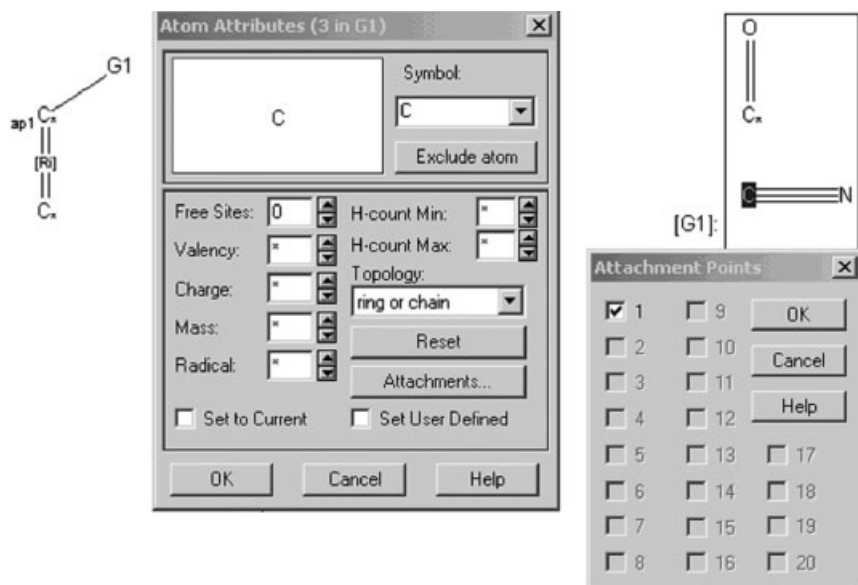 G1
ap1 C*
[Ri]
C*
Atom Attributes (3 in G1)
C
Symbol:
C
Exclude atom
Free Sites: 0
H-count Min: *
Valency: *
H-count Max: *
Charge: *
Topology:
ring or chain
Mass: *
Reset
Radical: *
Attachments...
Set to Current
Set User Defined
OK Cancel Help
O
C*
C N
[G1]:
Attachment Points
1 9 OK
2 10
Cancel
3 11
4 12 Help
5 13 17
6 14 18
7 15 19
8 16 20